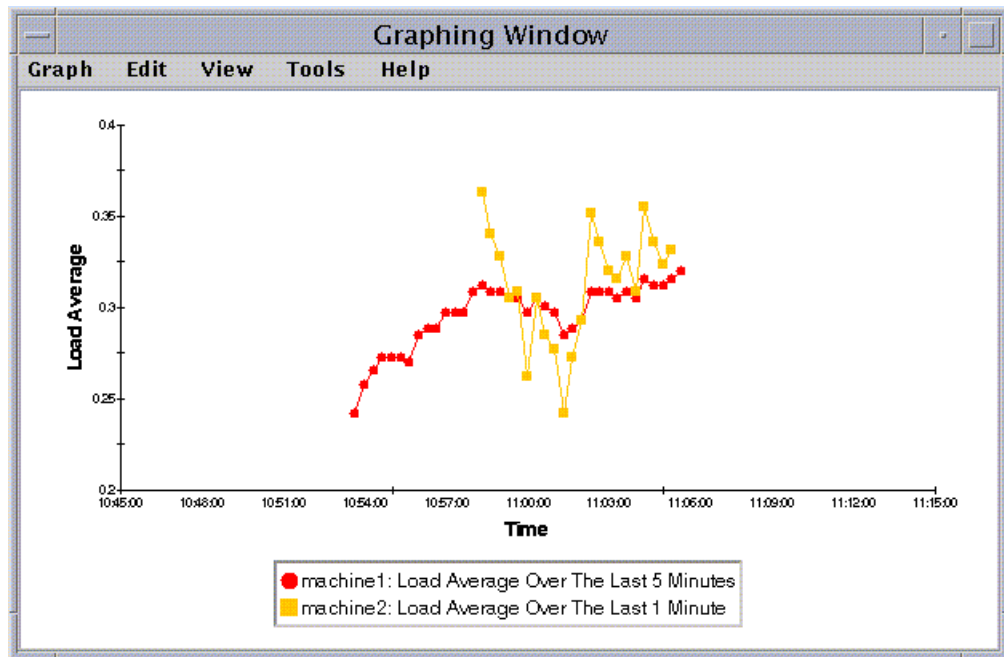 Graphing Window
Graph Edit View Tools Help
0.4
0.35
0.3
0.25
0.2
Load Average
10:45:00 10:48:00 10:51:00 10:54:00 10:57:00 11:00:00 11:03:00 11:06:00 11:09:00 11:12:00 11:15:00
Time
machine1: Load Average Over The Last 5 Minutes
machine2: Load Average Over The Last 1 Minute